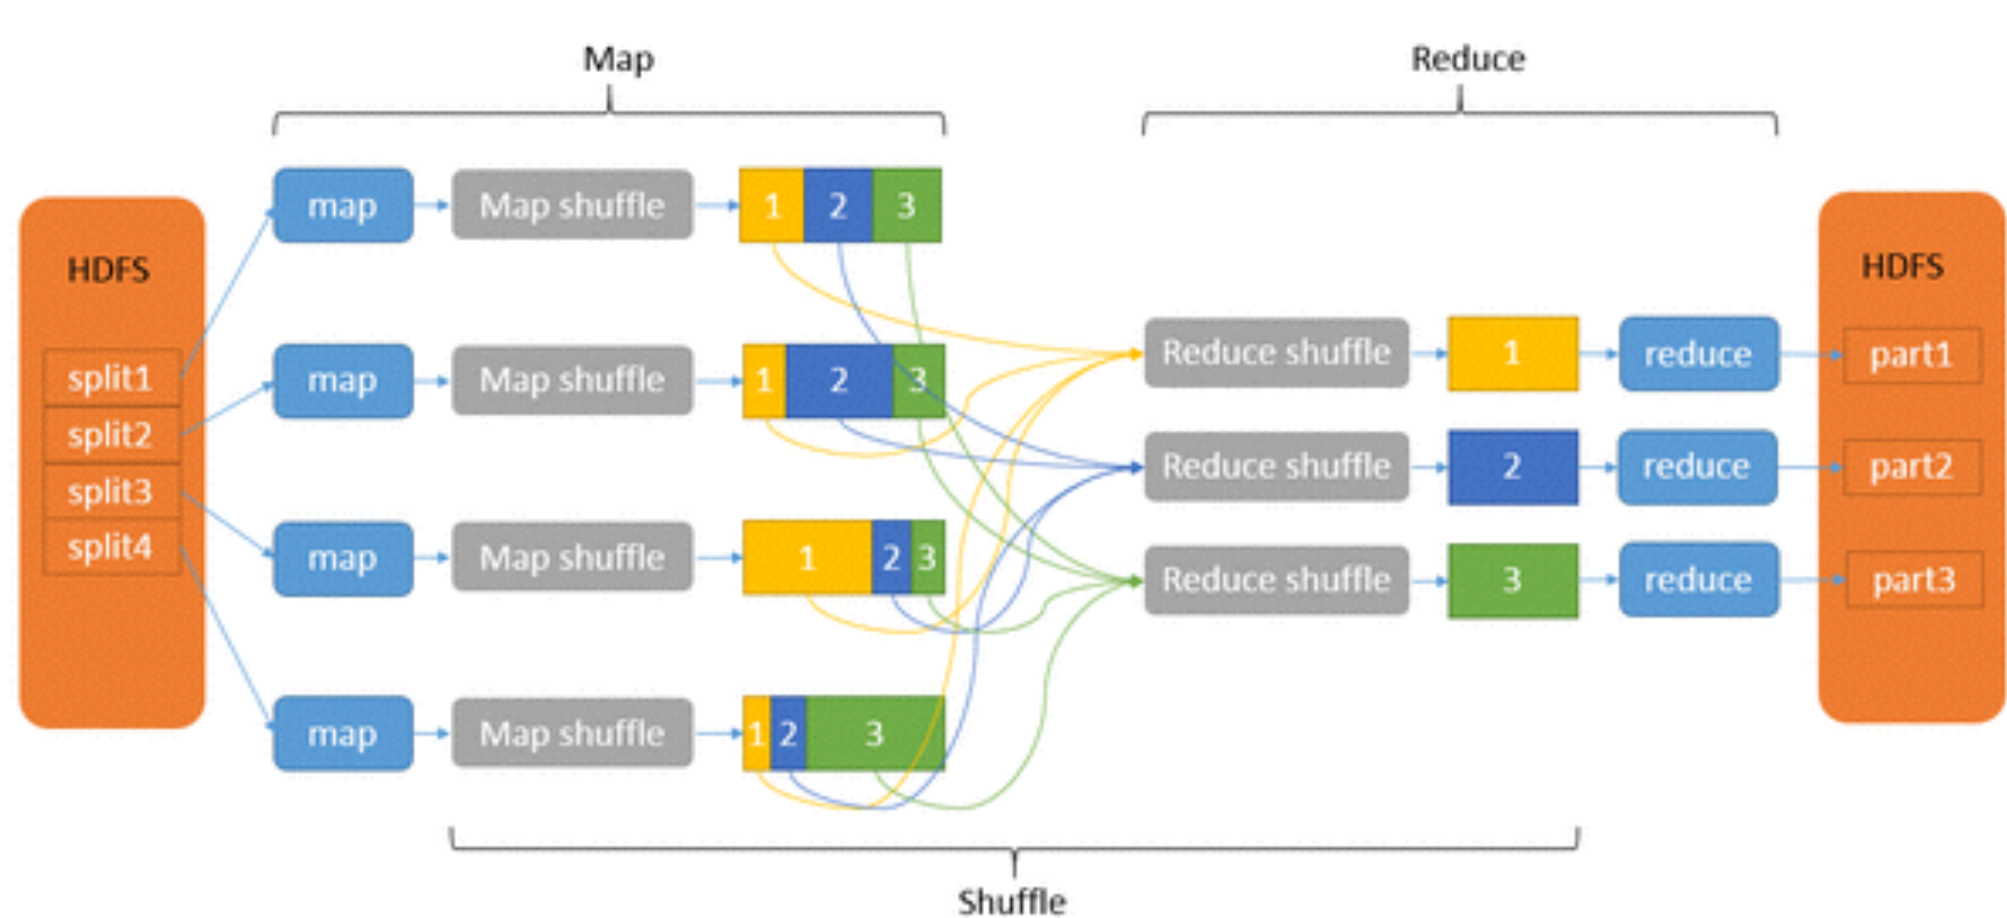 Map
Reduce
HDFS
split1
split2
split3
split4
map
Map shuffle
1 2 3
map
Map shuffle
1 2 3
map
Map shuffle
1 2 3
map
Map shuffle
1 2 3
Reduce shuffle
1
reduce
Reduce shuffle
2
reduce
Reduce shuffle
3
reduce
HDFS
part1
part2
part3
Shuffle